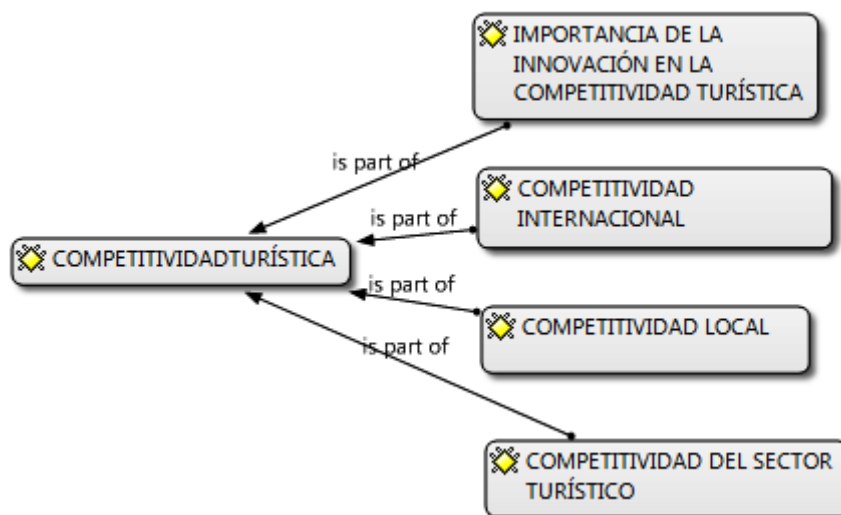 IMPORTANCIA DE LA
INNOVACIÓN EN LA
COMPETITIVIDAD TURÍSTICA
is part of
COMPETITIVIDAD
INTERNACIONAL
is part of
COMPETITIVIDADTURÍSTICA
is part of
COMPETITIVIDAD LOCAL
is part of
COMPETITIVIDAD DEL SECTOR
TURÍSTICO